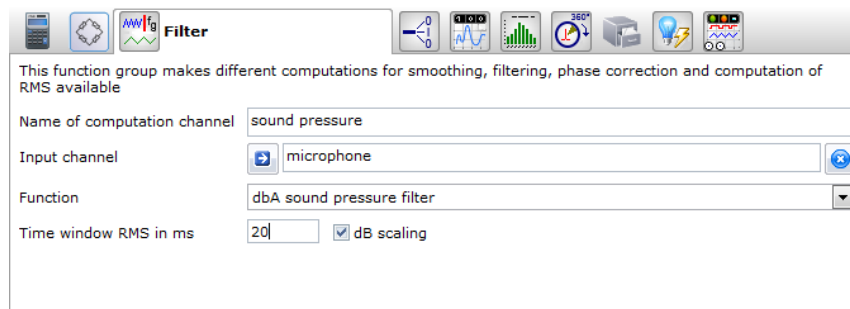 fg Filter
This function group makes different computations for smoothing, filtering, phase correction and computation of
RMS available
Name of computation channel sound pressure
Input channel microphone
Function dbA sound pressure filter
Time window RMS in ms 20 dB scaling